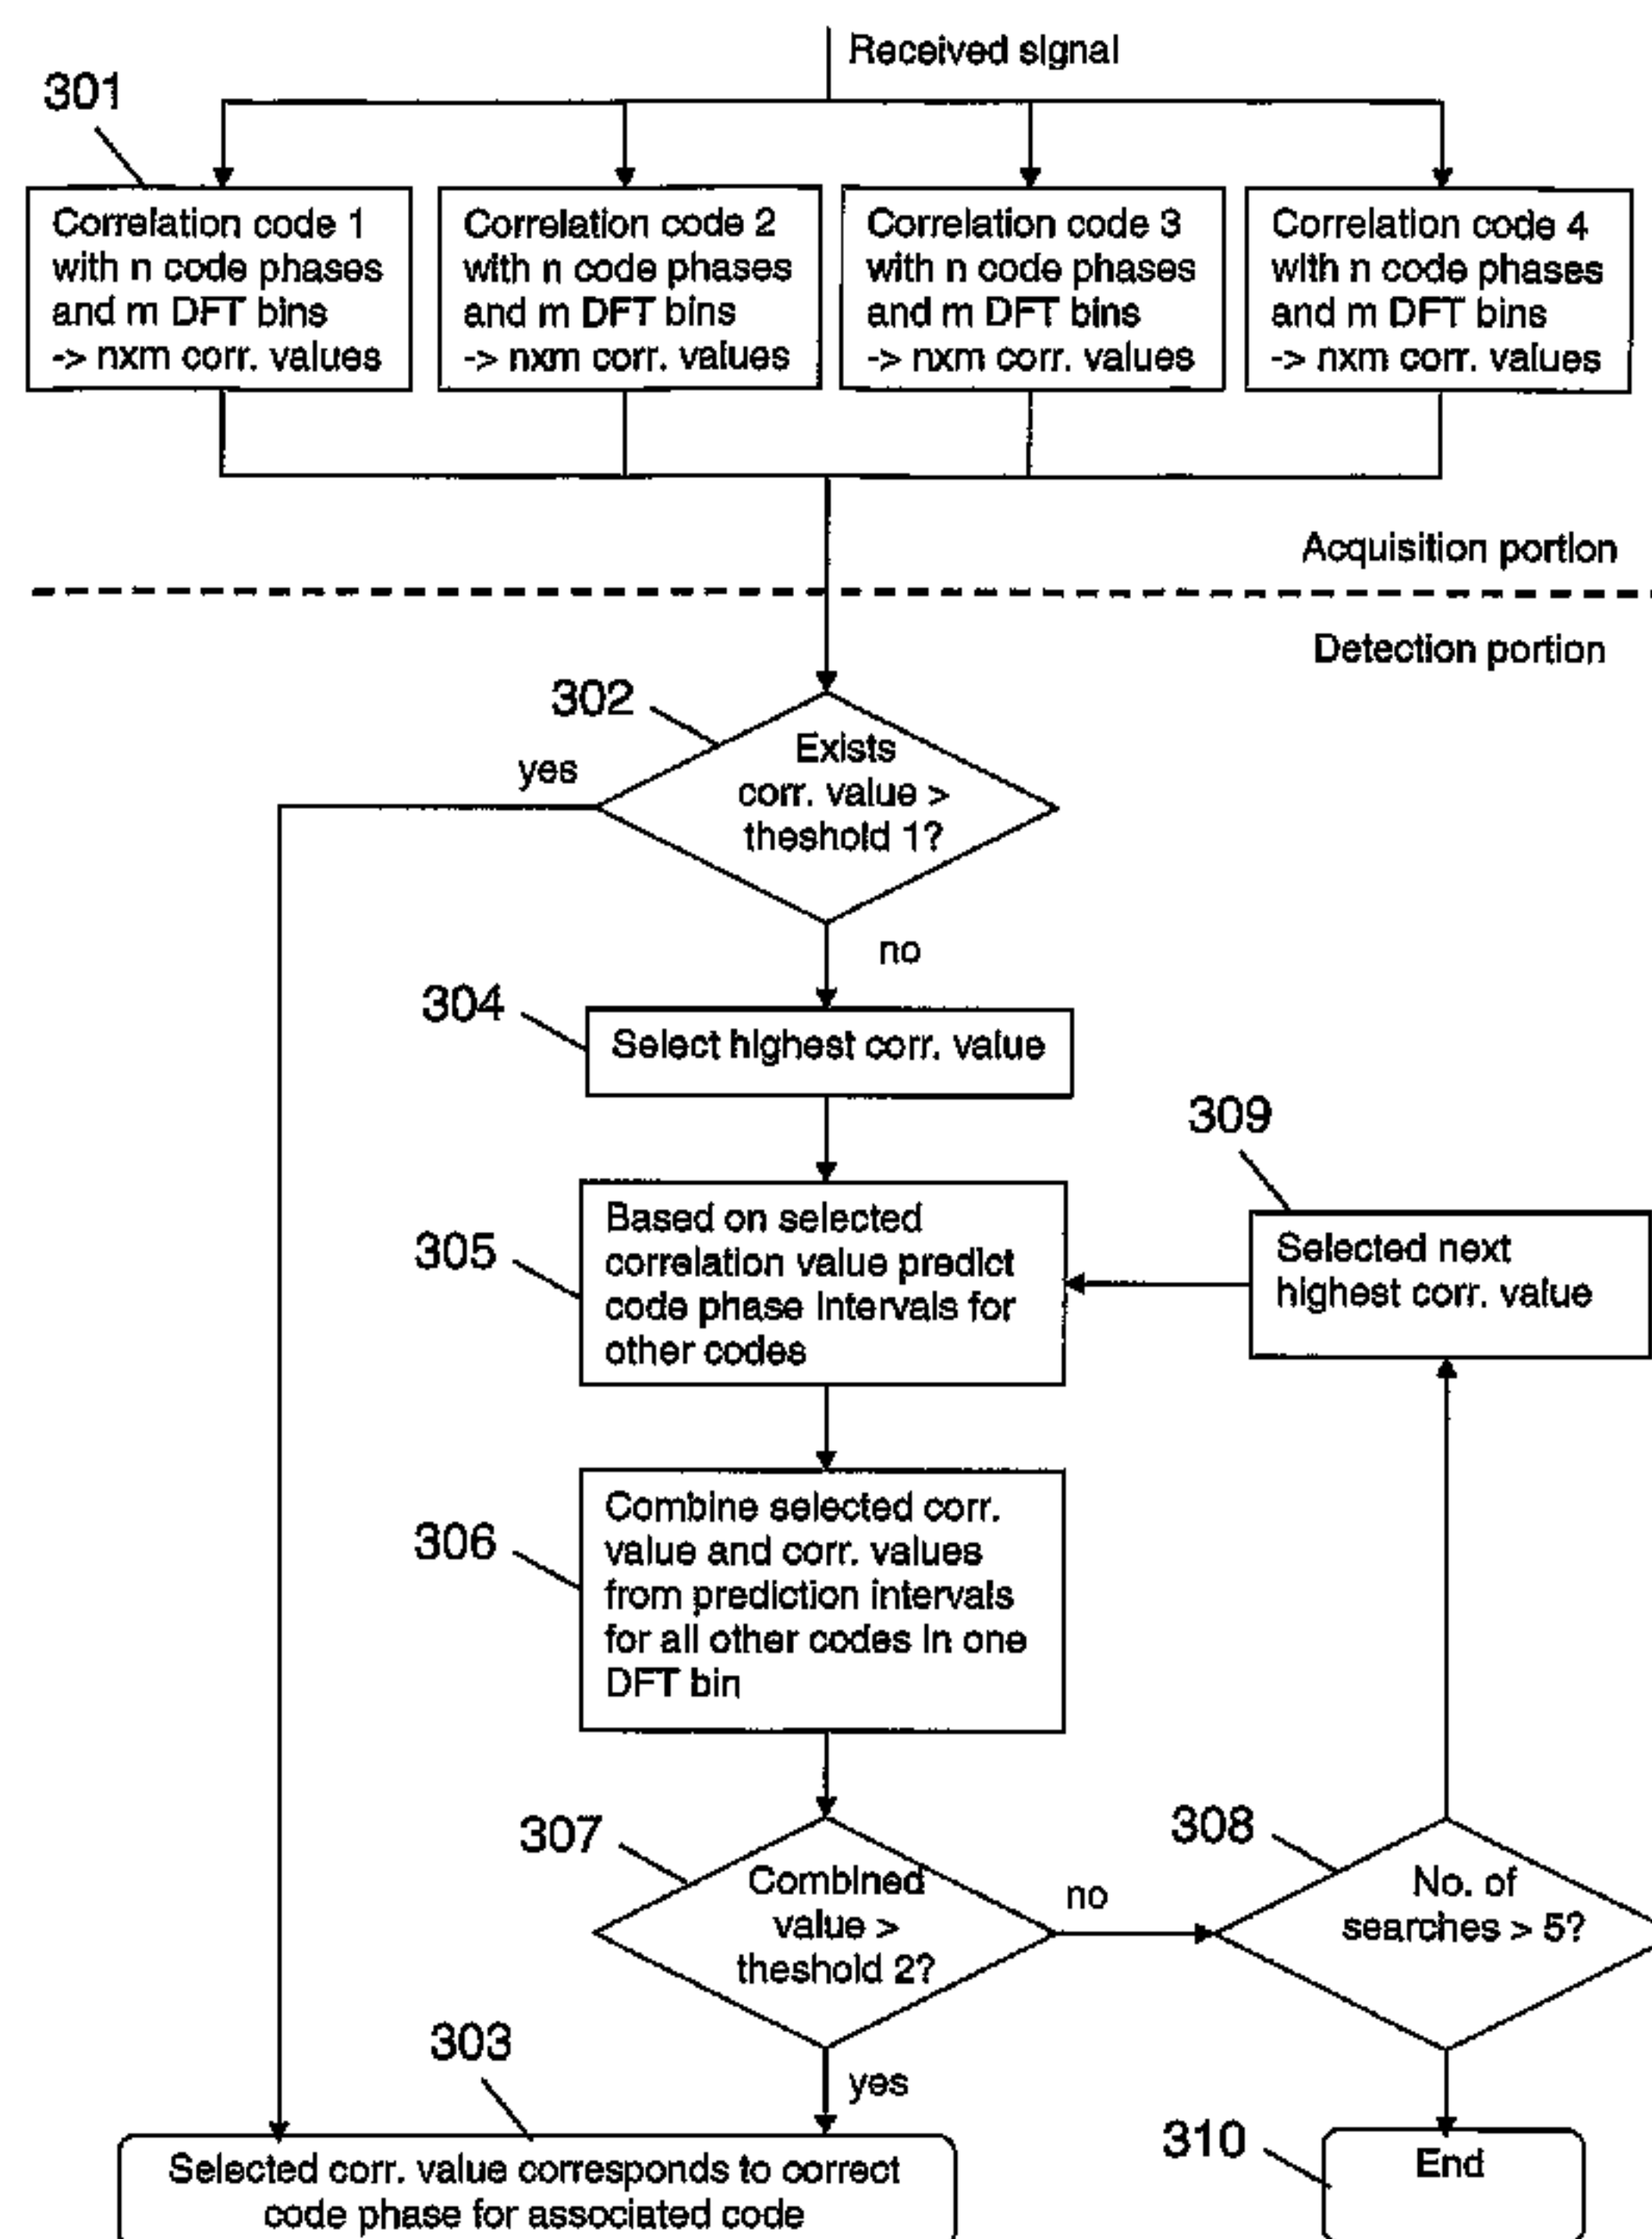 Received signal
301
Correlation code 1
with n code phases
and m DFT bins
-> nxm corr. values
Correlation code 2
with n code phases
and m DFT bins
-> nxm corr. values
Correlation code 3
with n code phases
and m DFT bins
-> nxm corr. values
Correlation code 4
with n code phases
and m DFT bins
-> nxm corr. values
Acquisition portion
Detection portion
302
yes
Exists
corr. value >
theshold 1?
no
304
Select highest corr. value
309
305
Based on selected
correlation value predict
code phase intervals for
other codes
Selected next
highest corr. value
306
Combine selected corr.
value and corr. values
from prediction intervals
for all other codes in one
DFT bin
307
Combined
value >
theshold 2?
no
308
No. of
searches > 5?
303
yes
Selected corr. value corresponds to correct
code phase for associated code
310
End